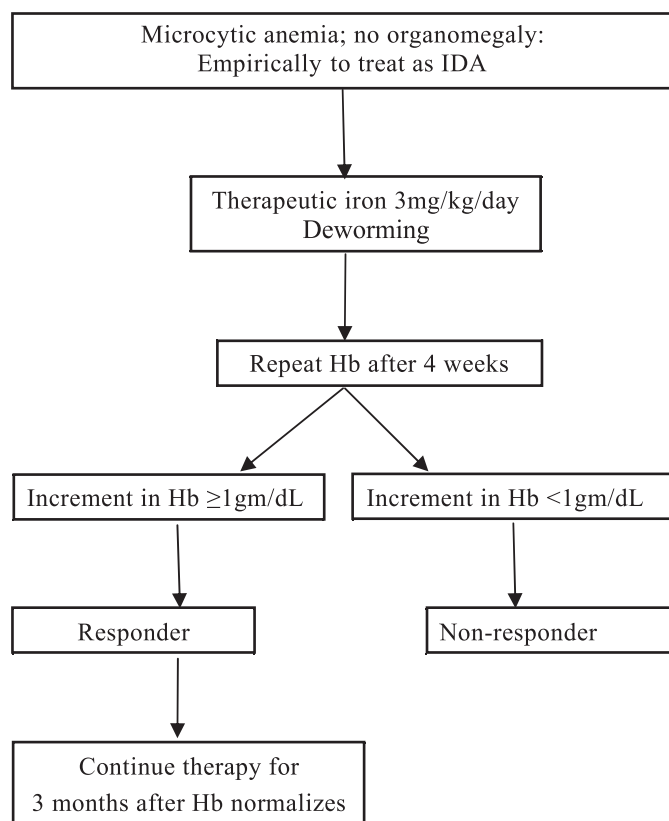 Microcytic anemia; no organomegaly:
Empirically to treat as IDA
Therapeutic iron 3mg/kg/day
Deworming
Repeat Hb after 4 weeks
Increment in Hb ≥1gm/dL
Increment in Hb <1gm/dL
Responder
Non-responder
Continue therapy for
3 months after Hb normalizes